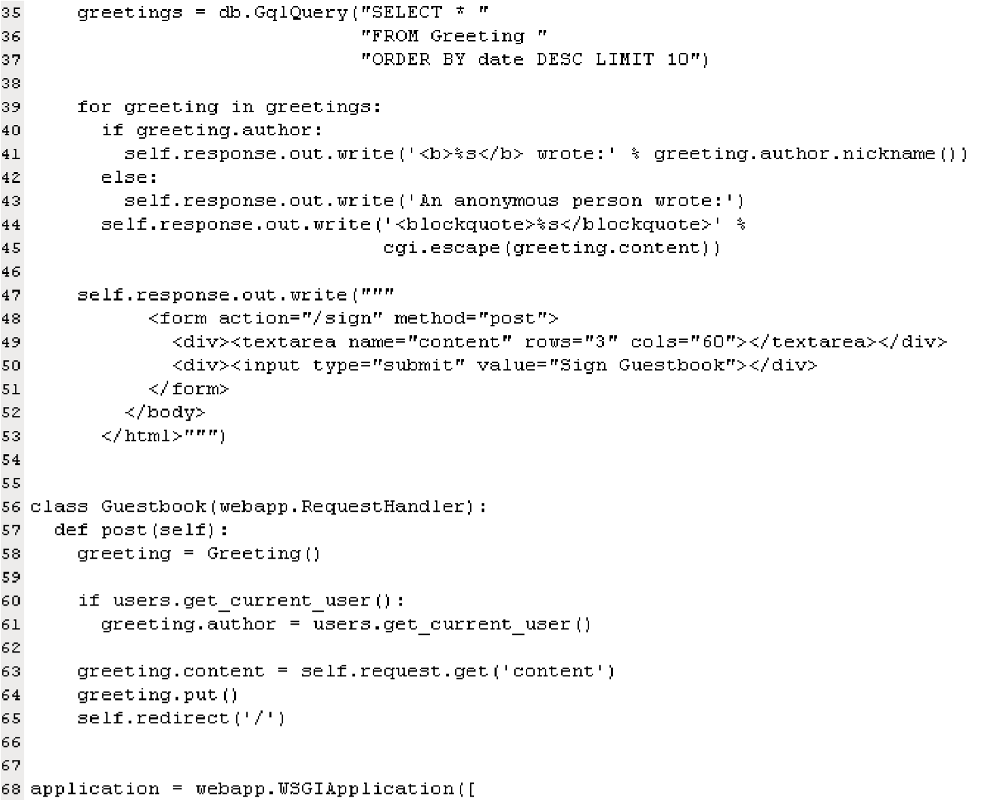 35     greetings = db.GqlQuery("SELECT * "
36                             "FROM Greeting "
37                             "ORDER BY date DESC LIMIT 10")
38
39     for greeting in greetings:
40       if greeting.author:
41         self.response.out.write('<b>%s</b> wrote:' % greeting.author.nickname())
42       else:
43         self.response.out.write('An anonymous person wrote:')
44       self.response.out.write('<blockquote>%s</blockquote>' %
45                               cgi.escape(greeting.content))
46
47     self.response.out.write("""
48           <form action="/sign" method="post">
49             <div><textarea name="content" rows="3" cols="60"></textarea></div>
50             <div><input type="submit" value="Sign Guestbook"></div>
51           </form>
52         </body>
53       </html>""")
54
55
56 class Guestbook(webapp.RequestHandler):
57   def post(self):
58     greeting = Greeting()
59
60     if users.get_current_user():
61       greeting.author = users.get_current_user()
62
63     greeting.content = self.request.get('content')
64     greeting.put()
65     self.redirect('/')
66
67
68 application = webapp.WSGIApplication([